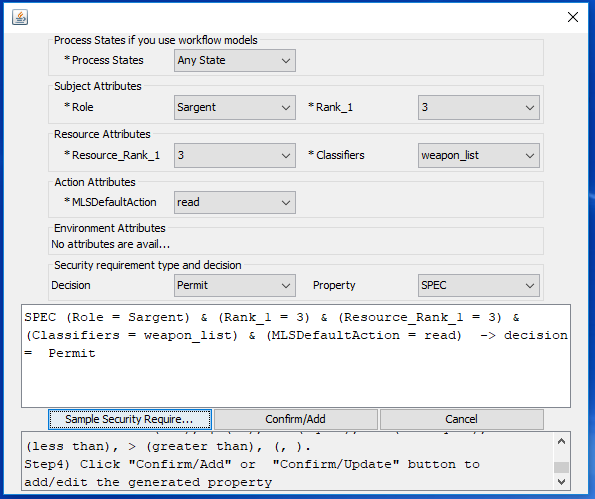 Process States if you use workflow models
* Process States Any State
Subject Attributes
* Role Sargent * Rank_1 3
Resource Attributes
* Resource_Rank_1 3 * Classifiers weapon_list
Action Attributes
* MLSDefaultAction read
Environment Attributes
No attributes are avail...
Security requirement type and decision
Decision Permit Property SPEC
SPEC (Role = Sargent) & (Rank_1 = 3) & (Resource_Rank_1 = 3) &
(Classifiers = weapon_list) & (MLSDefaultAction = read)  -> decision
=  Permit
Sample Security Require... Confirm/Add Cancel
(less than), > (greater than), (, ).
Step4) Click "Confirm/Add" or  "Confirm/Update" button to
add/edit the generated property